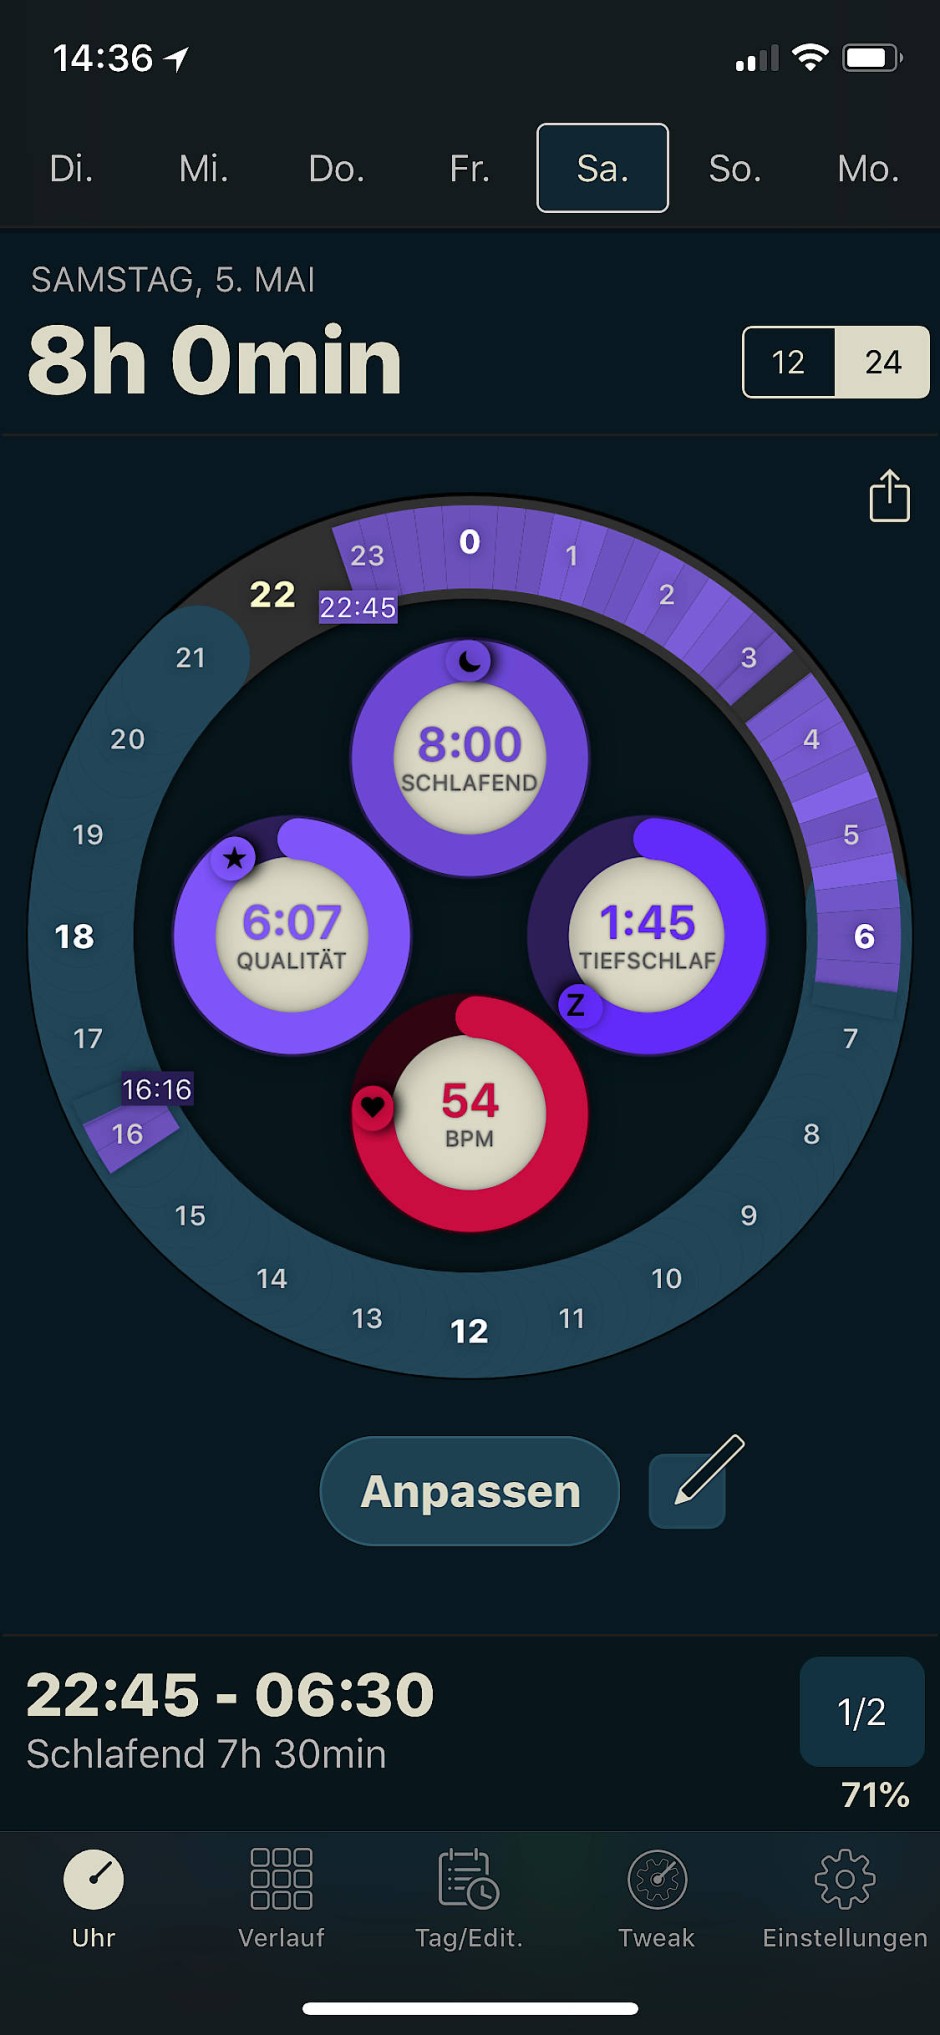 14:36
Di. Mi. Do. Fr. Sa. So. Mo.
SAMSTAG, 5. MAI
8h 0min
12 24
0
1
2
3
4
5
6
7
8
9
10
11
12
13
14
15
16
17
18
19
20
21
22
23
22:45
16:16
8:00
SCHLAFEND
6:07
QUALITÄT
1:45
TIEFSCHLAF
Z
54
BPM
Anpassen
22:45 - 06:30
Schlafend 7h 30min
1/2
71%
Uhr Verlauf Tag/Edit. Tweak Einstellungen